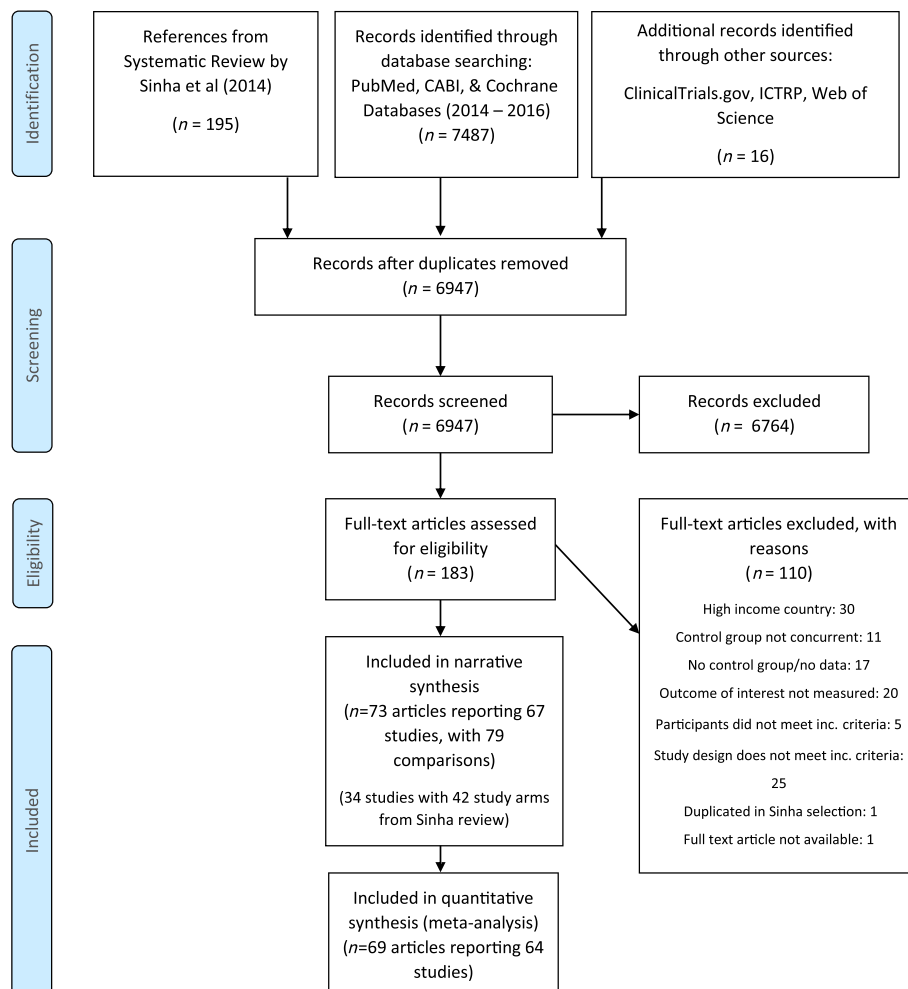 Identification
References from
Systematic Review by
Sinha et al (2014)
(n = 195)
Records identified through
database searching:
PubMed, CABI, & Cochrane
Databases (2014 – 2016)
(n = 7487)
Additional records identified
through other sources:
ClinicalTrials.gov, ICTRP, Web of
Science
(n = 16)
Screening
Records after duplicates removed
(n = 6947)
Records screened
(n = 6947)
Records excluded
(n = 6764)
Eligibility
Full-text articles assessed
for eligibility
(n = 183)
Full-text articles excluded, with
reasons
(n = 110)
High income country: 30
Control group not concurrent: 11
No control group/no data: 17
Outcome of interest not measured: 20
Participants did not meet inc. criteria: 5
Study design does not meet inc. criteria:
25
Duplicated in Sinha selection: 1
Full text article not available: 1
Included
Included in narrative
synthesis
(n=73 articles reporting 67
studies, with 79
comparisons)
(34 studies with 42 study arms
from Sinha review)
Included in quantitative
synthesis (meta-analysis)
(n=69 articles reporting 64
studies)